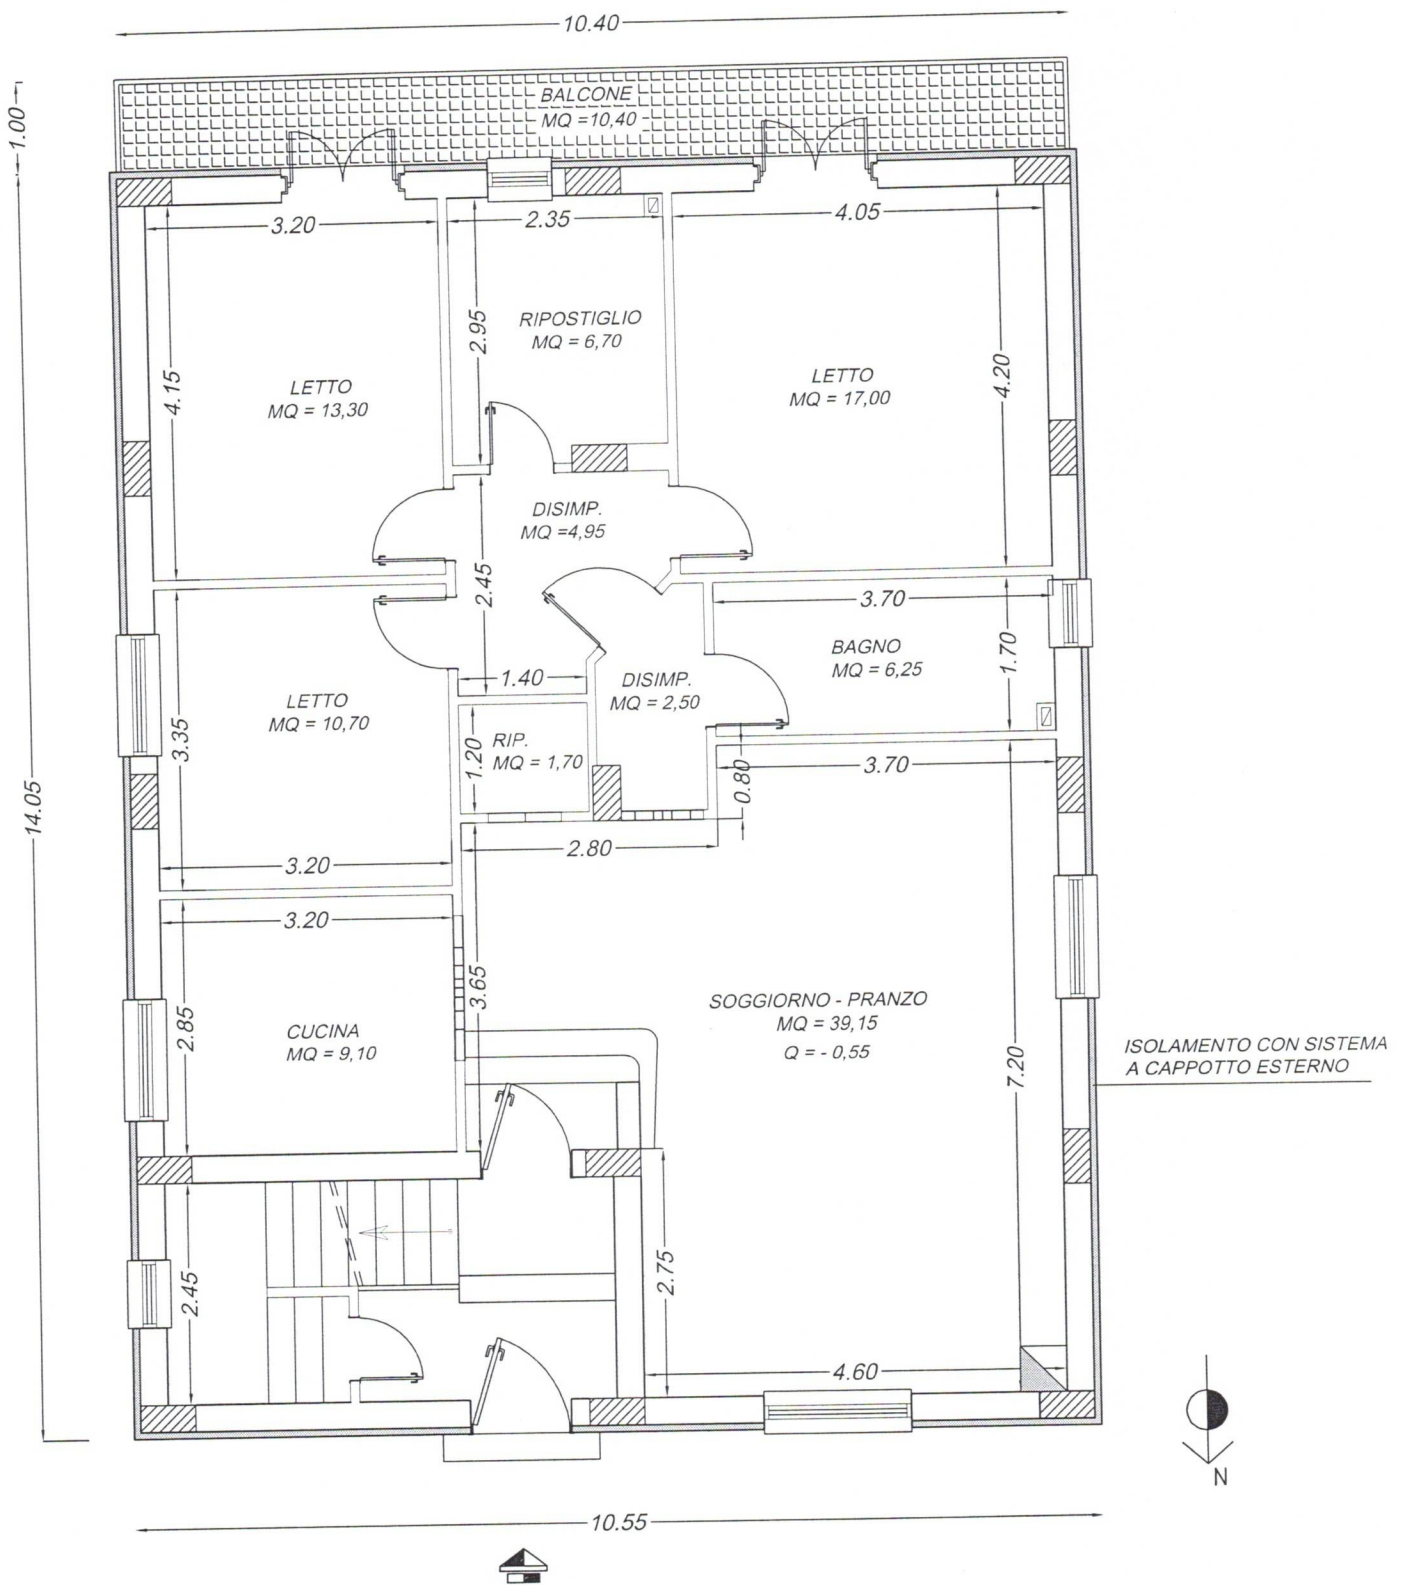 10.40
1.00
BALCONE
MQ =10,40
3.20
2.35
4.05
4.15
2.95
4.20
RIPOSTIGLIO
MQ = 6,70
LETTO
MQ = 13,30
LETTO
MQ = 17,00
DISIMP.
MQ =4,95
2.45
3.70
BAGNO
MQ = 6,25
1.70
1.40
DISIMP.
MQ = 2,50
LETTO
MQ = 10,70
3.35
RIP.
MQ = 1,70
1.20
0.80
3.70
14.05
2.80
3.20
3.20
3.65
2.85
CUCINA
MQ = 9,10
SOGGIORNO - PRANZO
MQ = 39,15
Q = - 0,55
7.20
ISOLAMENTO CON SISTEMA
A CAPPOTTO ESTERNO
2.45
2.75
4.60
N
10.55